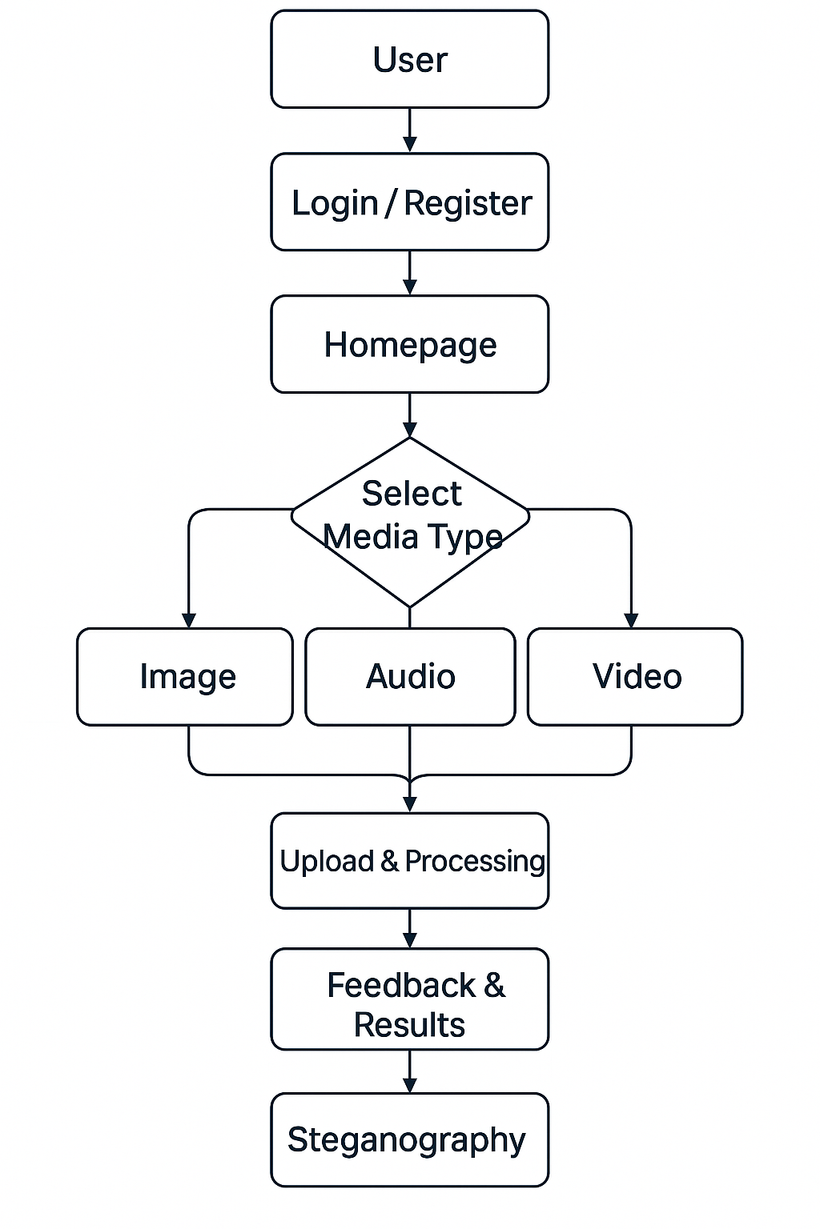 User
Login / Register
Homepage
Select
Media Type
Image
Audio
Video
Upload & Processing
Feedback &
Results
Steganography